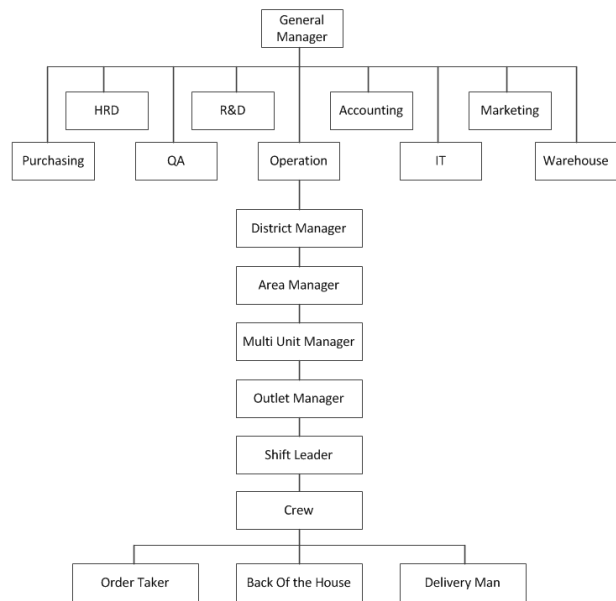 General
Manager
HRD
R&D
Accounting
Marketing
Purchasing
QA
Operation
IT
Warehouse
District Manager
Area Manager
Multi Unit Manager
Outlet Manager
Shift Leader
Crew
Order Taker
Back Of the House
Delivery Man